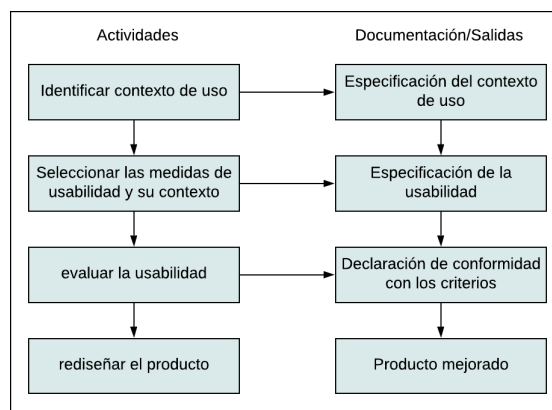 Actividades
Documentación/Salidas
Identificar contexto de uso
Especificación del contexto
de uso
Seleccionar las medidas de
usabilidad y su contexto
Especificación de la
usabilidad
evaluar la usabilidad
Declaración de conformidad
con los criterios
rediseñar el producto
Producto mejorado